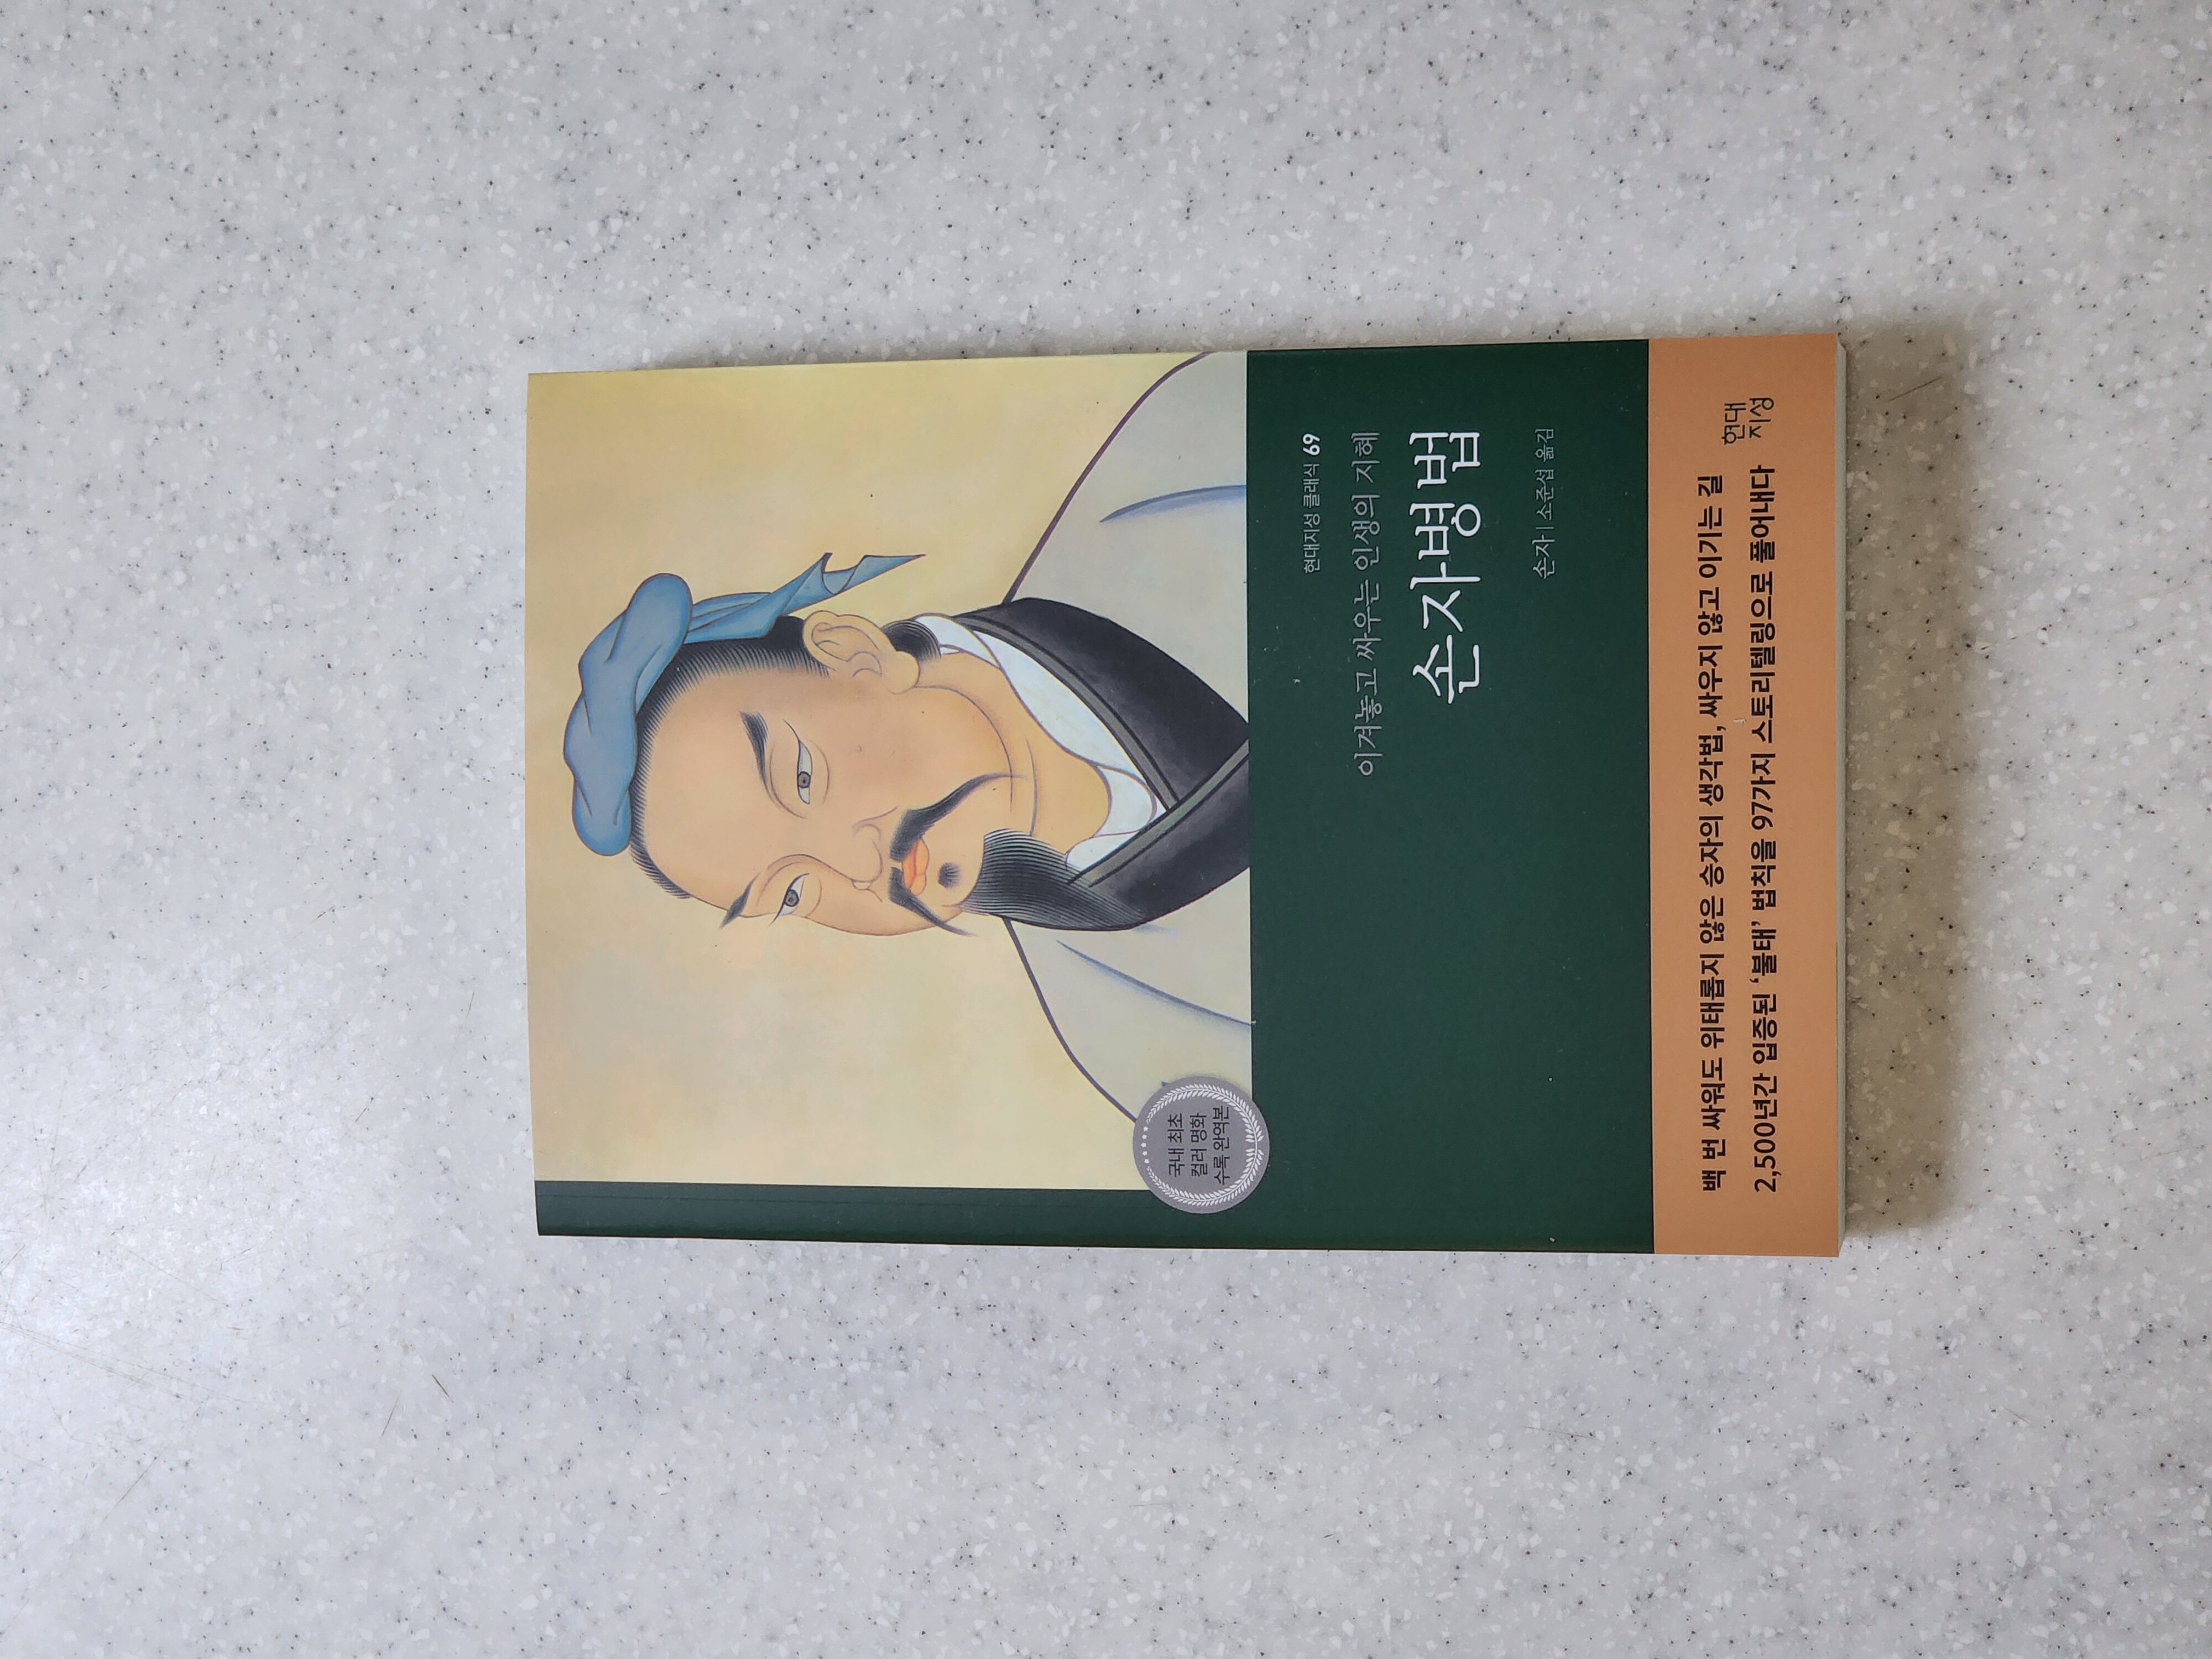 국내 최초
컬러 명화
수록 완역본
현대지성 클래식 69
이겨놓고 싸우는 인생의 지혜
손자병법
손자 | 소준섭 옮김
백 번 싸워도 위태롭지 않은 승자의 생각법, 싸우지 않고 이기는 길
2,500년간 입증된 ‘불태’ 법칙을 97가지 스토리텔링으로 풀어내다
현대
지성